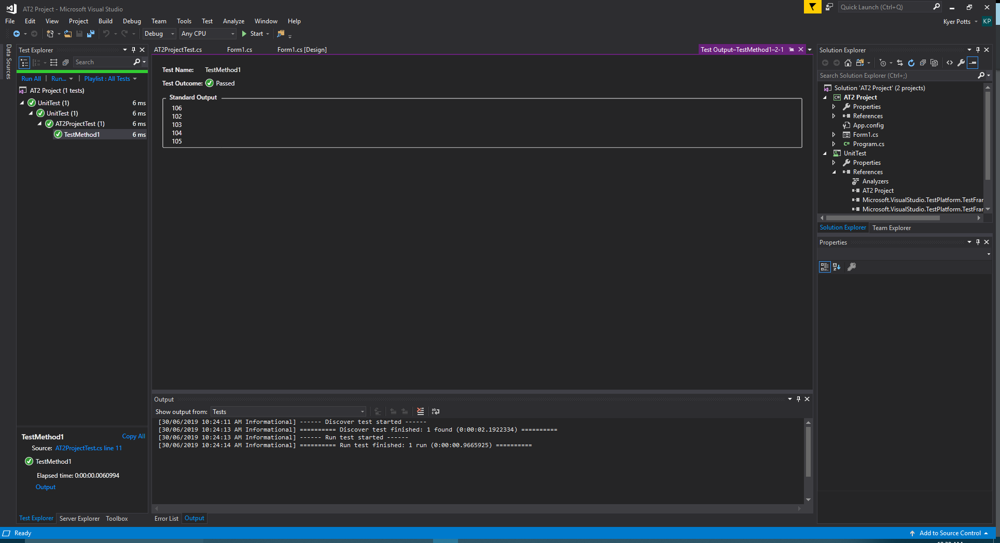 AT2 Project - Microsoft Visual Studio
Quick Launch (Ctrl+Q)
File Edit View Project Build Debug Team Tools Test Analyze Window Help
Kyer Potts KP
Debug Any CPU Start
Data Sources
Test Explorer
Search
Run All | Run... | Playlist : All Tests
AT2 Project (1 tests)
UnitTest (1) 6 ms
UnitTest (1) 6 ms
AT2ProjectTest (1) 6 ms
TestMethod1 6 ms
TestMethod1
Copy All
Source: AT2ProjectTest.cs line 11
TestMethod1
Elapsed time: 0:00:00.0060994
Output
Test Explorer Server Explorer Toolbox
AT2ProjectTest.cs Form1.cs Form1.cs [Design] Test Output–TestMethod1–2-1
Test Name: TestMethod1
Test Outcome: Passed
Standard Output
106
102
103
104
105
Output
Show output from: Tests
[30/06/2019 10:24:11 AM Informational] ------ Discover test started ------
[30/06/2019 10:24:13 AM Informational] ========== Discover test finished: 1 found (0:00:02.1922334) ==========
[30/06/2019 10:24:13 AM Informational] ------ Run test started ------
[30/06/2019 10:24:14 AM Informational] ========== Run test finished: 1 run (0:00:00.9665925) ==========
Error List Output
Solution Explorer
Search Solution Explorer (Ctrl+;)
Solution 'AT2 Project' (2 projects)
AT2 Project
Properties
References
App.config
Form1.cs
Program.cs
UnitTest
Properties
References
Analyzers
AT2 Project
Microsoft.VisualStudio.TestPlatform.TestFrar
Microsoft.VisualStudio.TestPlatform.TestFrar
Solution Explorer Team Explorer
Properties
Ready
Add to Source Control